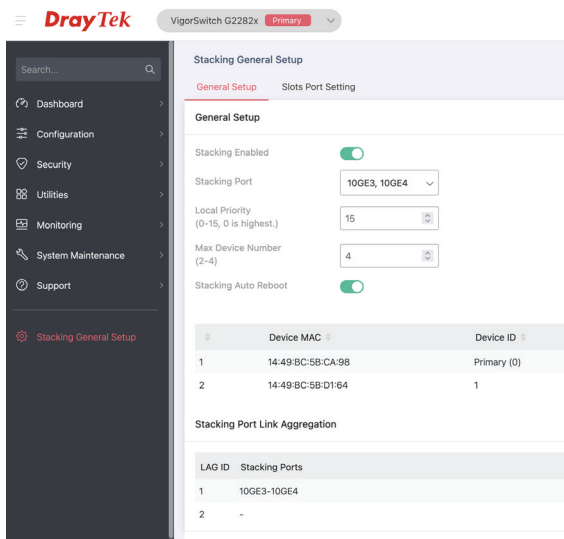 DrayTek
VigorSwitch G2282x Primary
Search...
Dashboard
Configuration
Security
Utilities
Monitoring
System Maintenance
Support
Stacking General Setup
Stacking General Setup
General Setup Slots Port Setting
General Setup
Stacking Enabled
Stacking Port 10GE3, 10GE4
Local Priority
(0-15, 0 is highest.) 15
Max Device Number
(2-4) 4
Stacking Auto Reboot
Device MAC Device ID
1 14:49:BC:5B:CA:98 Primary (0)
2 14:49:BC:5B:D1:64 1
Stacking Port Link Aggregation
LAG ID Stacking Ports
1 10GE3-10GE4
2 -